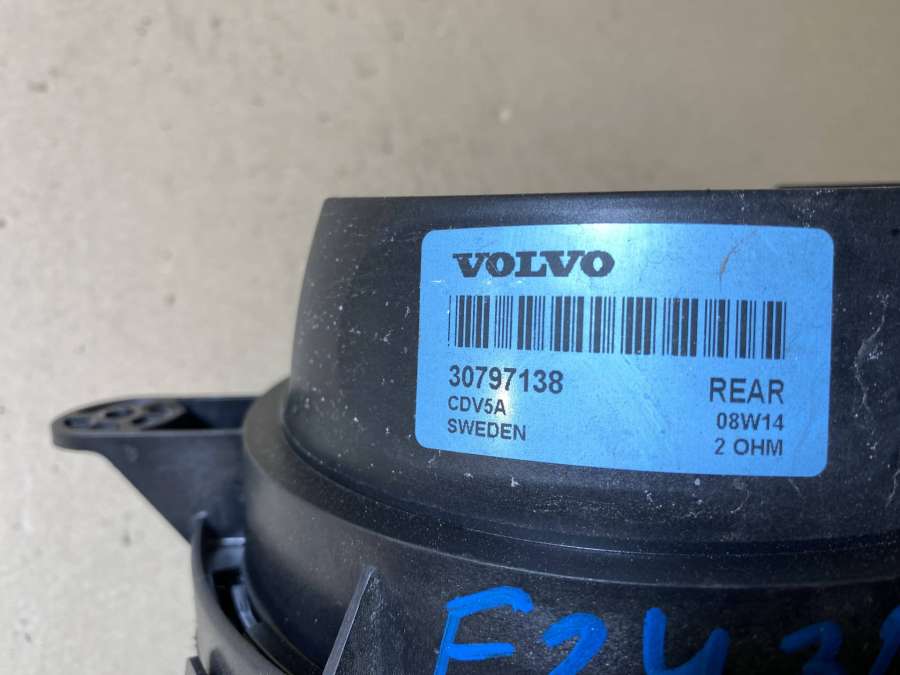 VOLVO
30797138 REAR
CDV5A 08W14
SWEDEN 2 OHM